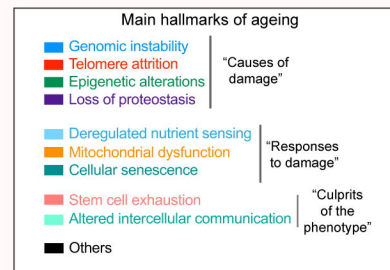 Main hallmarks of ageing
Genomic instability
Telomere attrition
Epigenetic alterations
Loss of proteostasis
“Causes of
damage”
Deregulated nutrient sensing
Mitochondrial dysfunction
Cellular senescence
“Responses
to damage”
Stem cell exhaustion
Altered intercellular communication
“Culprits
of the
phenotype”
Others